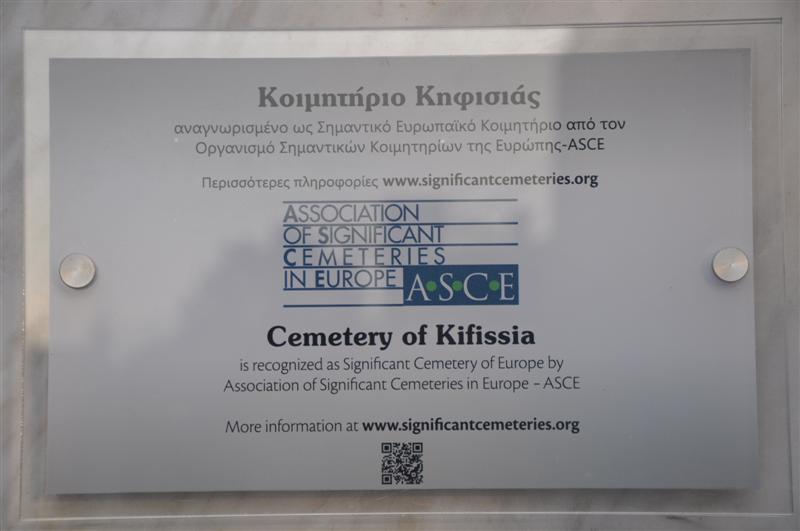 Κοιμητήριο Κηφισιάς
αναγνωρισμένο ως Σημαντικό Ευρωπαϊκό Κοιμητήριο από τον
Οργανισμό Σημαντικών Κοιμητηρίων της Ευρώπης-ASCE
Περισσότερες πληροφορίες www.significantcemeteries.org
ASSOCIATION
OF SIGNIFICANT
CEMETERIES
IN EUROPE
A•S•C•E
Cemetery of Kifissia
is recognized as Significant Cemetery of Europe by
Association of Significant Cemeteries in Europe – ASCE
More information at www.significantcemeteries.org